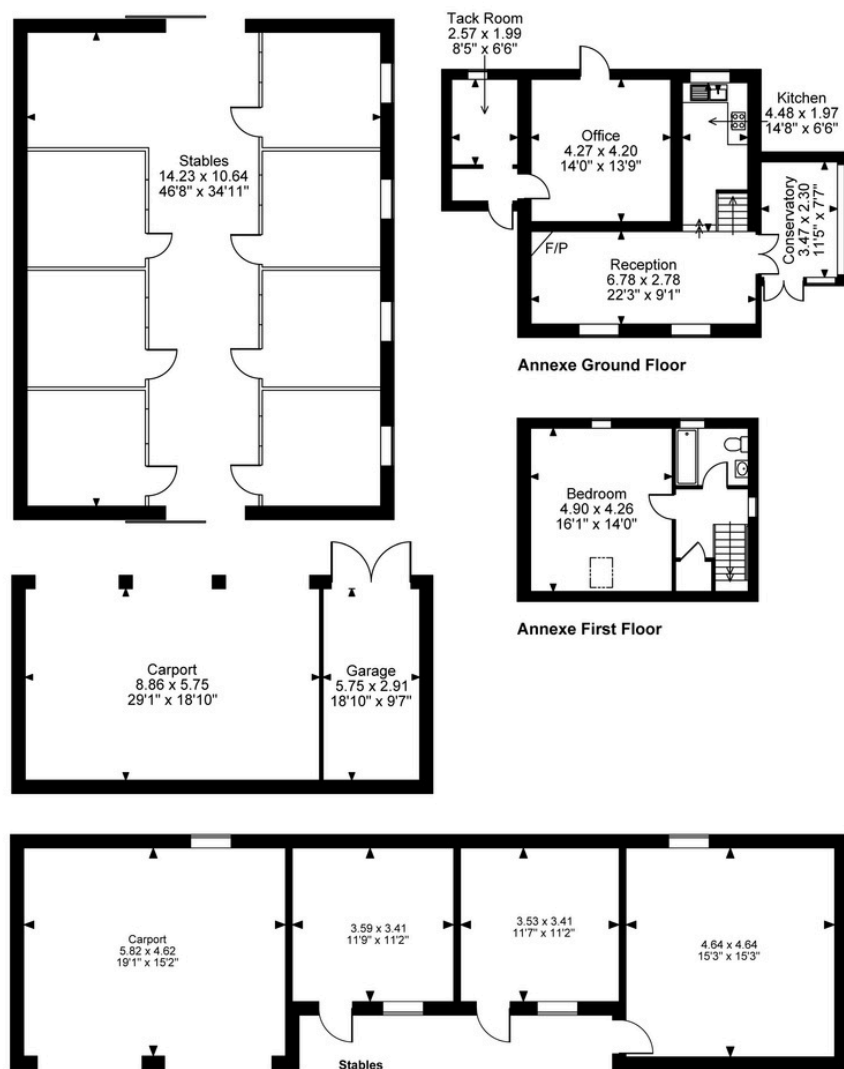 Tack Room
2.57 x 1.99
8'5" x 6'6"
Kitchen
4.48 x 1.97
14'8" x 6'6"
Office
4.27 x 4.20
14'0" x 13'9"
Stables
14.23 x 10.64
46'8" x 34'11"
Conservatory
3.47 x 2.30
11'5" x 7'7"
F/P
Reception
6.78 x 2.78
22'3" x 9'1"
Annexe Ground Floor
Bedroom
4.90 x 4.26
16'1" x 14'0"
Annexe First Floor
Carport
8.86 x 5.75
29'1" x 18'10"
Garage
5.75 x 2.91
18'10" x 9'7"
Carport
5.82 x 4.62
19'1" x 15'2"
3.59 x 3.41
11'9" x 11'2"
3.53 x 3.41
11'7" x 11'2"
4.64 x 4.64
15'3" x 15'3"
Stables